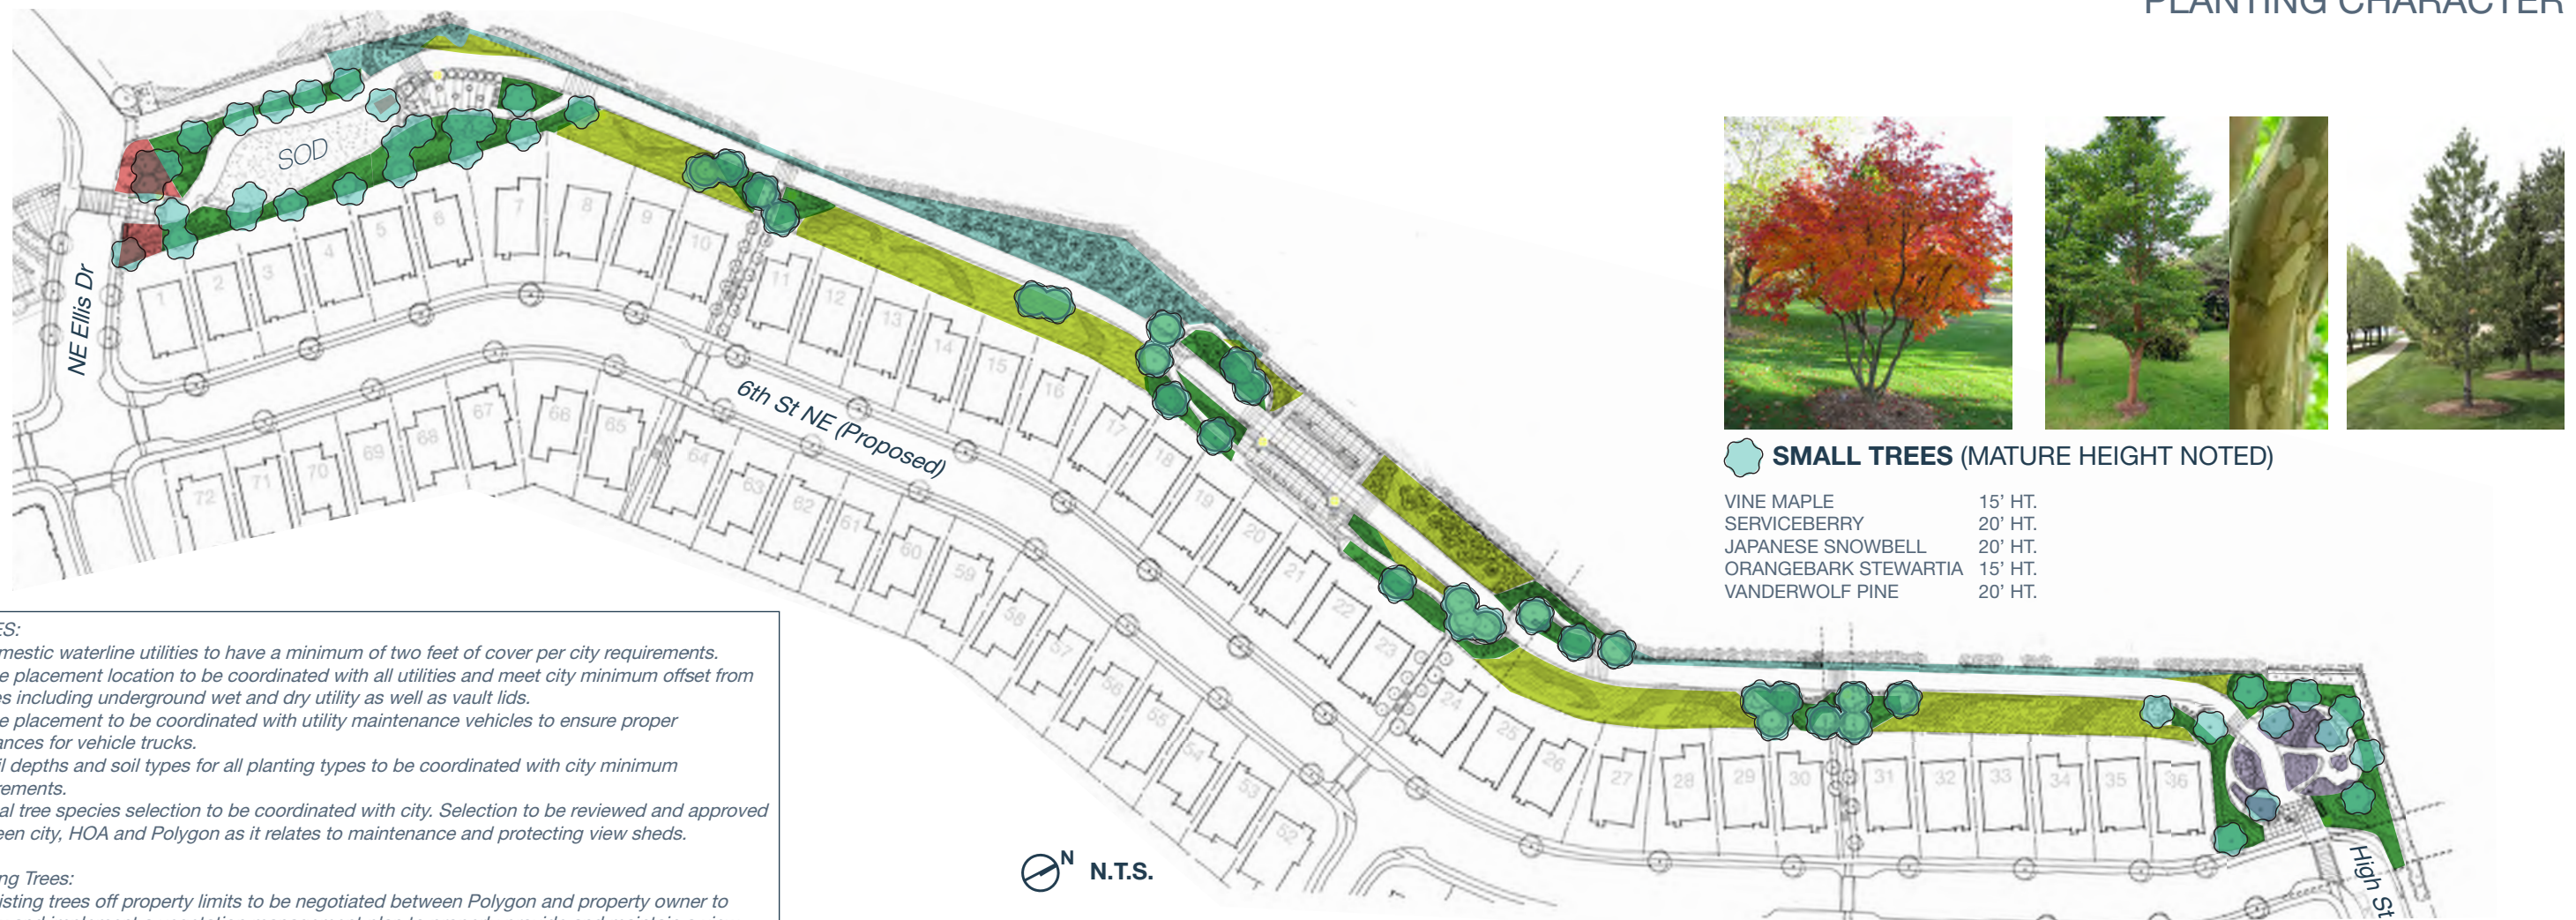 PLANTING CHARACTER
SOD
NE Ellis Dr
6th St NE (Proposed)
High St
1
2
3
4
5
6
7
8
9
10
11
12
13
14
15
16
17
18
19
20
21
22
23
24
25
26
27
28
29
30
31
32
33
34
35
36
72
71
70
69
68
67
66
65
64
63
62
61
60
59
58
57
56
55
54
53
52
SMALL TREES (MATURE HEIGHT NOTED)
VINE MAPLE 15’ HT.
SERVICEBERRY 20’ HT.
JAPANESE SNOWBELL 20’ HT.
ORANGEBARK STEWARTIA 15’ HT.
VANDERWOLF PINE 20’ HT.
ES:
mestic waterline utilities to have a minimum of two feet of cover per city requirements.
e placement location to be coordinated with all utilities and meet city minimum offset from
es including underground wet and dry utility as well as vault lids.
e placement to be coordinated with utility maintenance vehicles to ensure proper
ances for vehicle trucks.
il depths and soil types for all planting types to be coordinated with city minimum
rements.
al tree species selection to be coordinated with city. Selection to be reviewed and approved
een city, HOA and Polygon as it relates to maintenance and protecting view sheds.
ng Trees:
isting trees off property limits to be negotiated between Polygon and property owner to
N
N.T.S.